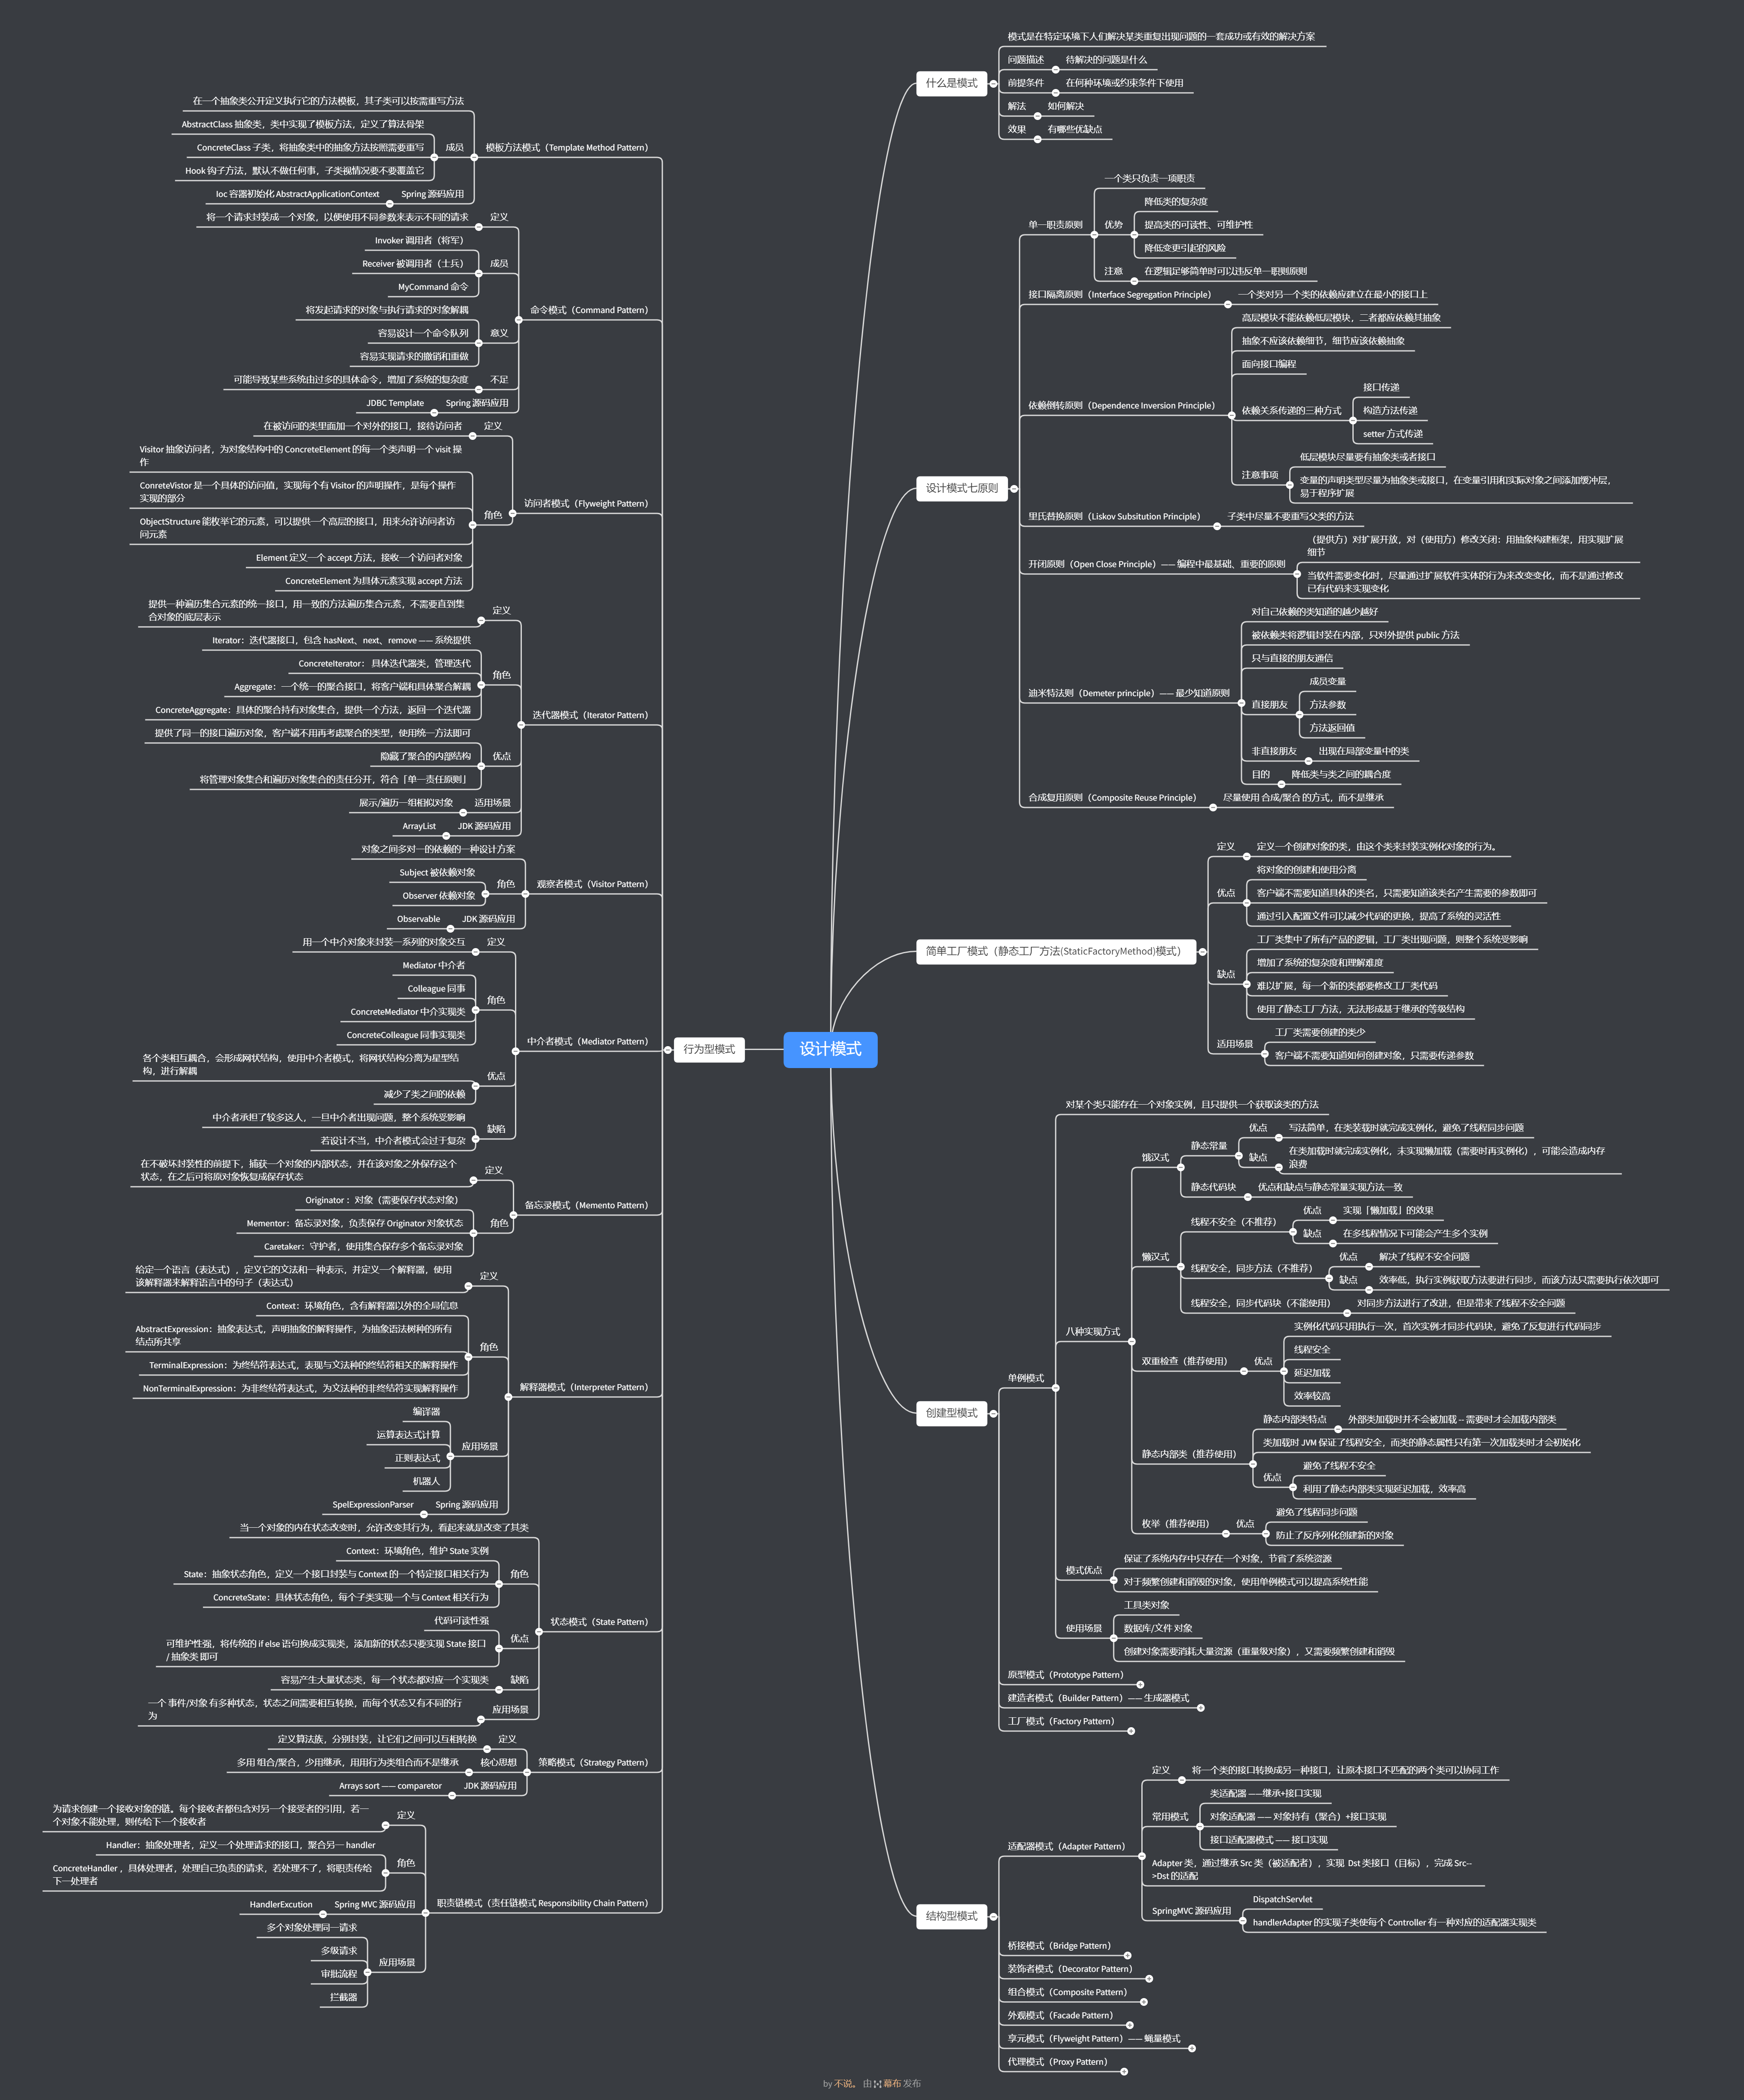 设计模式
什么是模式
模式是在特定环境下人们解决某类重复出现问题的一套成功或有效的解决方案
问题描述
待解决的问题是什么
前提条件
在何种环境或约束条件下使用
解法
如何解决
效果
有哪些优缺点
设计模式七原则
单一职责原则
一个类只负责一项职责
优势
降低类的复杂度
提高类的可读性、可维护性
降低变更引起的风险
注意
在逻辑足够简单时可以违反单一职则原则
接口隔离原则（Interface Segregation Principle）
一个类对另一个类的依赖应建立在最小的接口上
依赖倒转原则（Dependence Inversion Principle）
高层模块不能依赖低层模块，二者都应依赖其抽象
抽象不应该依赖细节，细节应该依赖抽象
面向接口编程
依赖关系传递的三种方式
接口传递
构造方法传递
setter 方式传递
注意事项
低层模块尽量要有抽象类或者接口
变量的声明类型尽量为抽象类或接口，在变量引用和实际对象之间添加缓冲层，
易于程序扩展
里氏替换原则（Liskov Subsitution Principle）
子类中尽量不要重写父类的方法
开闭原则（Open Close Principle）—— 编程中最基础、重要的原则
（提供方）对扩展开放，对（使用方）修改关闭：用抽象构建框架，用实现扩展
细节
当软件需要变化时，尽量通过扩展软件实体的行为来改变变化，而不是通过修改
已有代码来实现变化
迪米特法则（Demeter principle）—— 最少知道原则
对自己依赖的类知道的越少越好
被依赖类将逻辑封装在内部，只对外提供 public 方法
只与直接的朋友通信
直接朋友
成员变量
方法参数
方法返回值
非直接朋友
出现在局部变量中的类
目的
降低类与类之间的耦合度
合成复用原则（Composite Reuse Principle）
尽量使用 合成/聚合 的方式，而不是继承
简单工厂模式（静态工厂方法(StaticFactoryMethod)模式）
定义
定义一个创建对象的类，由这个类来封装实例化对象的行为。
优点
将对象的创建和使用分离
客户端不需要知道具体的类名，只需要知道该类名产生需要的参数即可
通过引入配置文件可以减少代码的更换，提高了系统的灵活性
缺点
工厂类集中了所有产品的逻辑，工厂类出现问题，则整个系统受影响
增加了系统的复杂度和理解难度
难以扩展，每一个新的类都要修改工厂类代码
使用了静态工厂方法，无法形成基于继承的等级结构
适用场景
工厂类需要创建的类少
客户端不需要知道如何创建对象，只需要传递参数
创建型模式
单例模式
对某个类只能存在一个对象实例，且只提供一个获取该类的方法
八种实现方式
饿汉式
静态常量
优点
写法简单，在类装载时就完成实例化，避免了线程同步问题
缺点
在类加载时就完成实例化，未实现懒加载（需要时再实例化），可能会造成内存
浪费
静态代码块
优点和缺点与静态常量实现方法一致
懒汉式
线程不安全（不推荐）
优点
实现「懒加载」的效果
缺点
在多线程情况下可能会产生多个实例
线程安全，同步方法（不推荐）
优点
解决了线程不安全问题
缺点
效率低，执行实例获取方法要进行同步，而该方法只需要执行依次即可
线程安全，同步代码块（不能使用）
对同步方法进行了改进，但是带来了线程不安全问题
双重检查（推荐使用）
优点
实例化代码只用执行一次，首次实例才同步代码块，避免了反复进行代码同步
线程安全
延迟加载
效率较高
静态内部类（推荐使用）
静态内部类特点
外部类加载时并不会被加载 -- 需要时才会加载内部类
类加载时 JVM 保证了线程安全，而类的静态属性只有第一次加载类时才会初始化
优点
避免了线程不安全
利用了静态内部类实现延迟加载，效率高
枚举（推荐使用）
优点
避免了线程同步问题
防止了反序列化创建新的对象
模式优点
保证了系统内存中只存在一个对象，节省了系统资源
对于频繁创建和销毁的对象，使用单例模式可以提高系统性能
使用场景
工具类对象
数据库/文件 对象
创建对象需要消耗大量资源（重量级对象），又需要频繁创建和销毁
原型模式（Prototype Pattern）
建造者模式（Builder Pattern）—— 生成器模式
工厂模式（Factory Pattern）
结构型模式
适配器模式（Adapter Pattern）
定义
将一个类的接口转换成另一种接口，让原本接口不匹配的两个类可以协同工作
常用模式
类适配器 ——继承+接口实现
对象适配器 —— 对象持有（聚合）+接口实现
接口适配器模式 —— 接口实现
Adapter 类，通过继承 Src 类（被适配者），实现 Dst 类接口（目标），完成 Src--
>Dst 的适配
SpringMVC 源码应用
DispatchServlet
handlerAdapter 的实现子类使每个 Controller 有一种对应的适配器实现类
桥接模式（Bridge Pattern）
装饰者模式（Decorator Pattern）
组合模式（Composite Pattern）
外观模式（Facade Pattern）
享元模式（Flyweight Pattern）—— 蝇量模式
代理模式（Proxy Pattern）
行为型模式
模板方法模式（Template Method Pattern）
在一个抽象类公开定义执行它的方法模板，其子类可以按需重写方法
成员
AbstractClass 抽象类，类中实现了模板方法，定义了算法骨架
ConcreteClass 子类，将抽象类中的抽象方法按照需要重写
Hook 钩子方法，默认不做任何事，子类视情况要不要覆盖它
Spring 源码应用
Ioc 容器初始化 AbstractApplicationContext
命令模式（Command Pattern）
定义
将一个请求封装成一个对象，以便使用不同参数来表示不同的请求
成员
Invoker 调用者（将军）
Receiver 被调用者（士兵）
MyCommand 命令
意义
将发起请求的对象与执行请求的对象解耦
容易设计一个命令队列
容易实现请求的撤销和重做
不足
可能导致某些系统由过多的具体命令，增加了系统的复杂度
Spring 源码应用
JDBC Template
访问者模式（Flyweight Pattern）
定义
在被访问的类里面加一个对外的接口，接待访问者
角色
Visitor 抽象访问者，为对象结构中的 ConcreteElement 的每一个类声明一个 visit 操
作
ConreteVistor 是一个具体的访问值，实现每个有 Visitor 的声明操作，是每个操作
实现的部分
ObjectStructure 能枚举它的元素，可以提供一个高层的接口，用来允许访问者访
问元素
Element 定义一个 accept 方法，接收一个访问者对象
ConcreteElement 为具体元素实现 accept 方法
迭代器模式（Iterator Pattern）
定义
提供一种遍历集合元素的统一接口，用一致的方法遍历集合元素，不需要直到集
合对象的底层表示
角色
Iterator：迭代器接口，包含 hasNext、next、remove —— 系统提供
ConcreteIterator： 具体迭代器类，管理迭代
Aggregate：一个统一的聚合接口，将客户端和具体聚合解耦
ConcreteAggregate：具体的聚合持有对象集合，提供一个方法，返回一个迭代器
优点
提供了同一的接口遍历对象，客户端不用再考虑聚合的类型，使用统一方法即可
隐藏了聚合的内部结构
将管理对象集合和遍历对象集合的责任分开，符合「单一责任原则」
适用场景
展示/遍历一组相似对象
JDK 源码应用
ArrayList
观察者模式（Visitor Pattern）
对象之间多对一的依赖的一种设计方案
角色
Subject 被依赖对象
Observer 依赖对象
JDK 源码应用
Observable
中介者模式（Mediator Pattern）
定义
用一个中介对象来封装一系列的对象交互
角色
Mediator 中介者
Colleague 同事
ConcreteMediator 中介实现类
ConcreteColleague 同事实现类
优点
各个类相互耦合，会形成网状结构，使用中介者模式，将网状结构分离为星型结
构，进行解耦
减少了类之间的依赖
缺陷
中介者承担了较多这人，一旦中介者出现问题，整个系统受影响
若设计不当，中介者模式会过于复杂
备忘录模式（Memento Pattern）
定义
在不破坏封装性的前提下，捕获一个对象的内部状态，并在该对象之外保存这个
状态，在之后可将原对象恢复成保存状态
角色
Originator ：对象（需要保存状态对象）
Mementor：备忘录对象，负责保存 Originator 对象状态
Caretaker：守护者，使用集合保存多个备忘录对象
解释器模式（Interpreter Pattern）
定义
给定一个语言（表达式），定义它的文法和一种表示，并定义一个解释器，使用
该解释器来解释语言中的句子（表达式）
角色
Context：环境角色，含有解释器以外的全局信息
AbstractExpression：抽象表达式，声明抽象的解释操作，为抽象语法树种的所有
结点所共享
TerminalExpression：为终结符表达式，表现与文法种的终结符相关的解释操作
NonTerminalExpression：为非终结符表达式，为文法种的非终结符实现解释操作
应用场景
编译器
运算表达式计算
正则表达式
机器人
Spring 源码应用
SpelExpressionParser
状态模式（State Pattern）
当一个对象的内在状态改变时，允许改变其行为，看起来就是改变了其类
角色
Context：环境角色，维护 State 实例
State：抽象状态角色，定义一个接口封装与 Context 的一个特定接口相关行为
ConcreteState：具体状态角色，每个子类实现一个与 Context 相关行为
优点
代码可读性强
可维护性强，将传统的 if else 语句换成实现类，添加新的状态只要实现 State 接口
/ 抽象类 即可
缺陷
容易产生大量状态类，每一个状态都对应一个实现类
应用场景
一个 事件/对象 有多种状态，状态之间需要相互转换，而每个状态又有不同的行
为
策略模式（Strategy Pattern）
定义
定义算法族，分别封装，让它们之间可以互相转换
核心思想
多用 组合/聚合，少用继承，用用行为类组合而不是继承
JDK 源码应用
Arrays sort —— comparetor
职责链模式（责任链模式 Responsibility Chain Pattern）
定义
为请求创建一个接收对象的链。每个接收者都包含对另一个接受者的引用，若一
个对象不能处理，则传给下一个接收者
角色
Handler：抽象处理者，定义一个处理请求的接口，聚合另一 handler
ConcreteHandler ，具体处理者，处理自己负责的请求，若处理不了，将职责传给
下一处理者
Spring MVC 源码应用
HandlerExcution
应用场景
多个对象处理同一请求
多级请求
审批流程
拦截器
by 不说。 由 幕布 发布